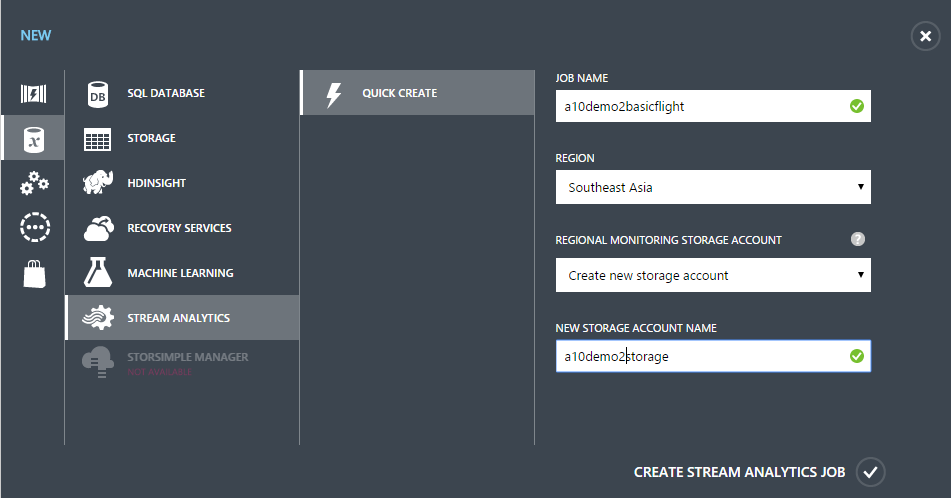 NEW
SQL DATABASE
STORAGE
HDINSIGHT
RECOVERY SERVICES
MACHINE LEARNING
STREAM ANALYTICS
STORSIMPLE MANAGER
NOT AVAILABLE
QUICK CREATE
JOB NAME
a10demo2basicflight
REGION
Southeast Asia
REGIONAL MONITORING STORAGE ACCOUNT
?
Create new storage account
NEW STORAGE ACCOUNT NAME
a10demo2storage
CREATE STREAM ANALYTICS JOB
x
DB